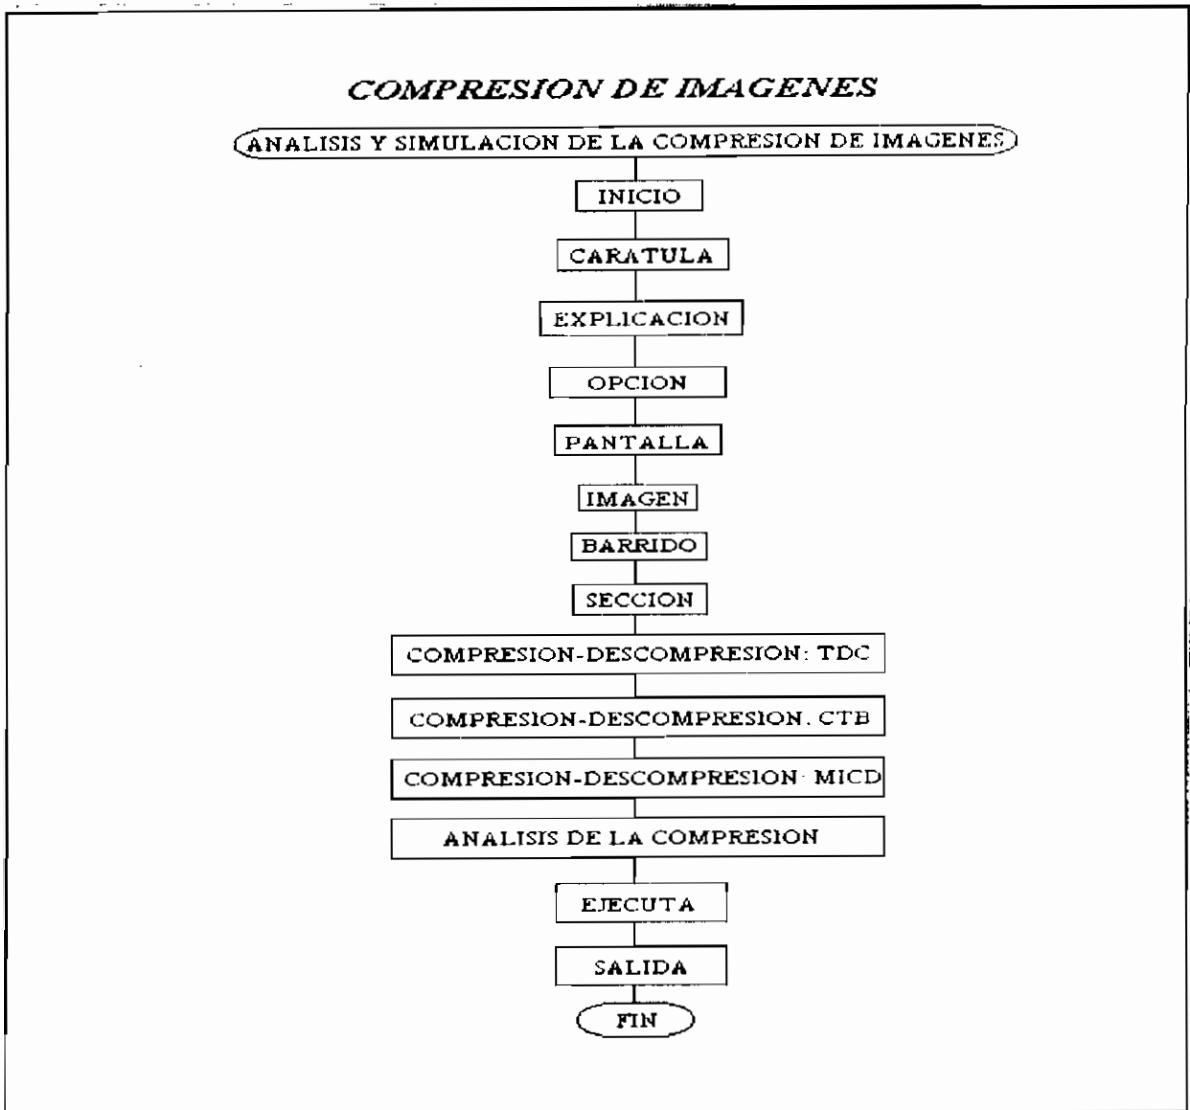 COMPRESION DE IMAGENES
ANALISIS Y SIMULACION DE LA COMPRESION DE IMAGENES
INICIO
CARATULA
EXPLICACION
OPCION
PANTALLA
IMAGEN
BARRIDO
SECCION
COMPRESION-DESCOMPRESION: TDC
COMPRESION-DESCOMPRESION. CTB
COMPRESION-DESCOMPRESION: MICD
ANALISIS DE LA COMPRESION
EJECUTA
SALIDA
FIN